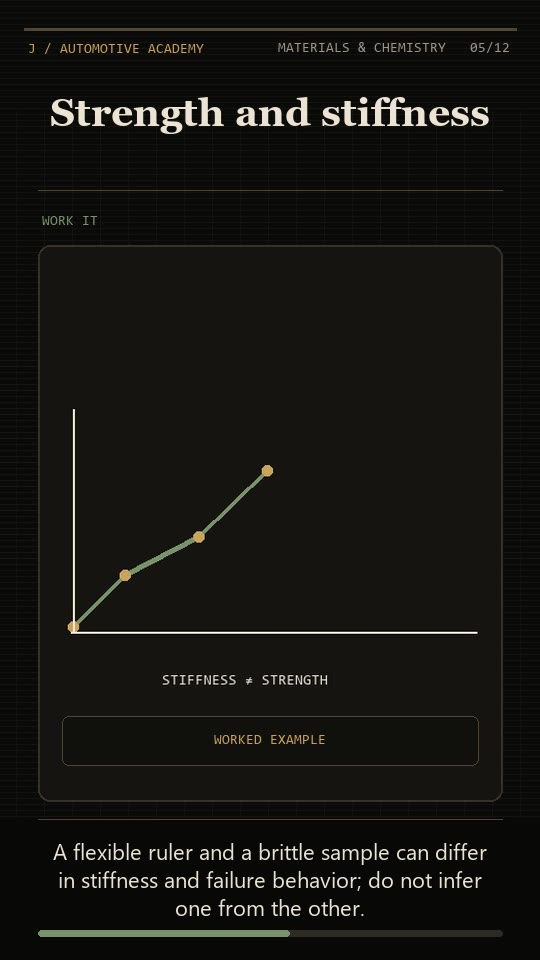 J / AUTOMOTIVE ACADEMY
MATERIALS & CHEMISTRY 05/12
Strength and stiffness
WORK IT
STIFFNESS ≠ STRENGTH
WORKED EXAMPLE
A flexible ruler and a brittle sample can differ
in stiffness and failure behavior; do not infer
one from the other.